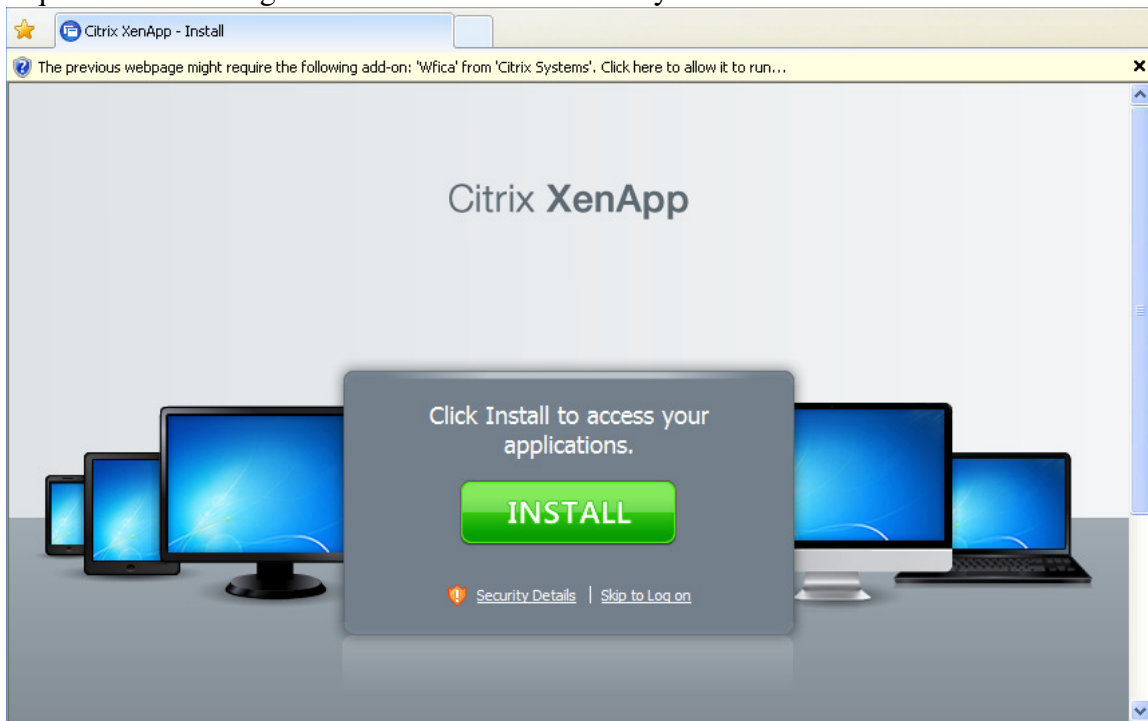 Citrix XenApp - Install
The previous webpage might require the following add-on: 'Wfica' from 'Citrix Systems'. Click here to allow it to run...
Citrix XenApp
Click Install to access your
applications.
INSTALL
Security Details | Skip to Log on